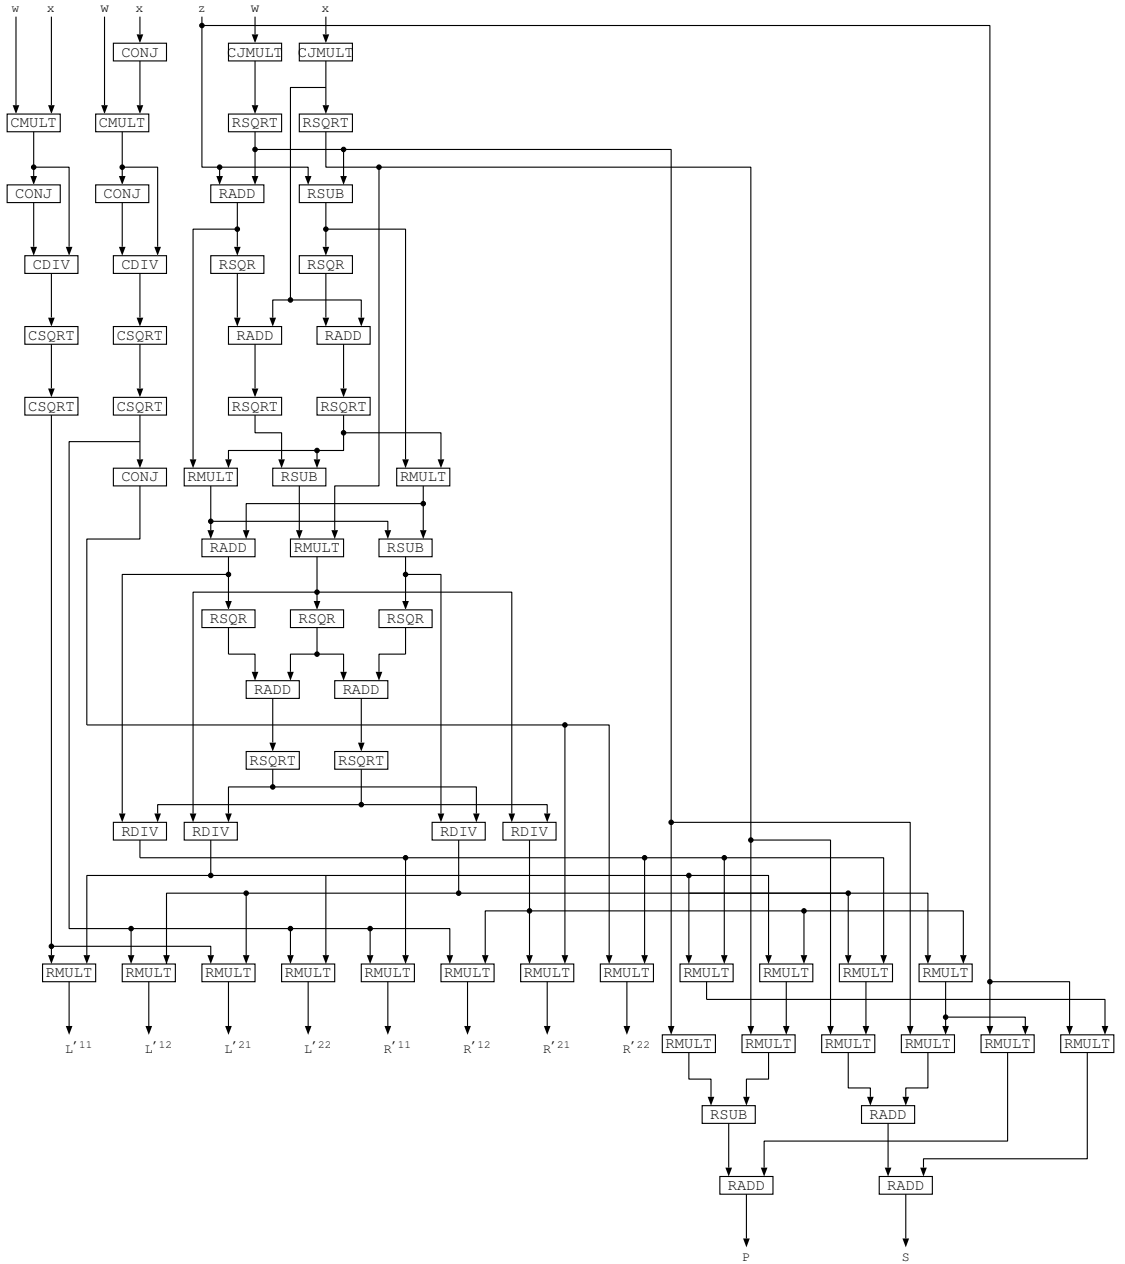 w x W x z W x
CONJ CJMULT CJMULT
CMULT CMULT RSQRT RSQRT
CONJ CONJ RADD RSUB
CDIV CDIV RSQR RSQR
CSQRT CSQRT RADD RADD
CSQRT CSQRT RSQRT RSQRT
CONJ RMULT RSUB RMULT
RADD RMULT RSUB
RSQR RSQR RSQR
RADD RADD
RSQRT RSQRT
RDIV RDIV RDIV RDIV
RMULT RMULT RMULT RMULT RMULT RMULT RMULT RMULT RMULT RMULT RMULT RMULT
L'11 L'12 L'21 L'22 R'11 R'12 R'21 R'22 RMULT RMULT RMULT RMULT RMULT RMULT
RSUB RADD
RADD RADD
P S